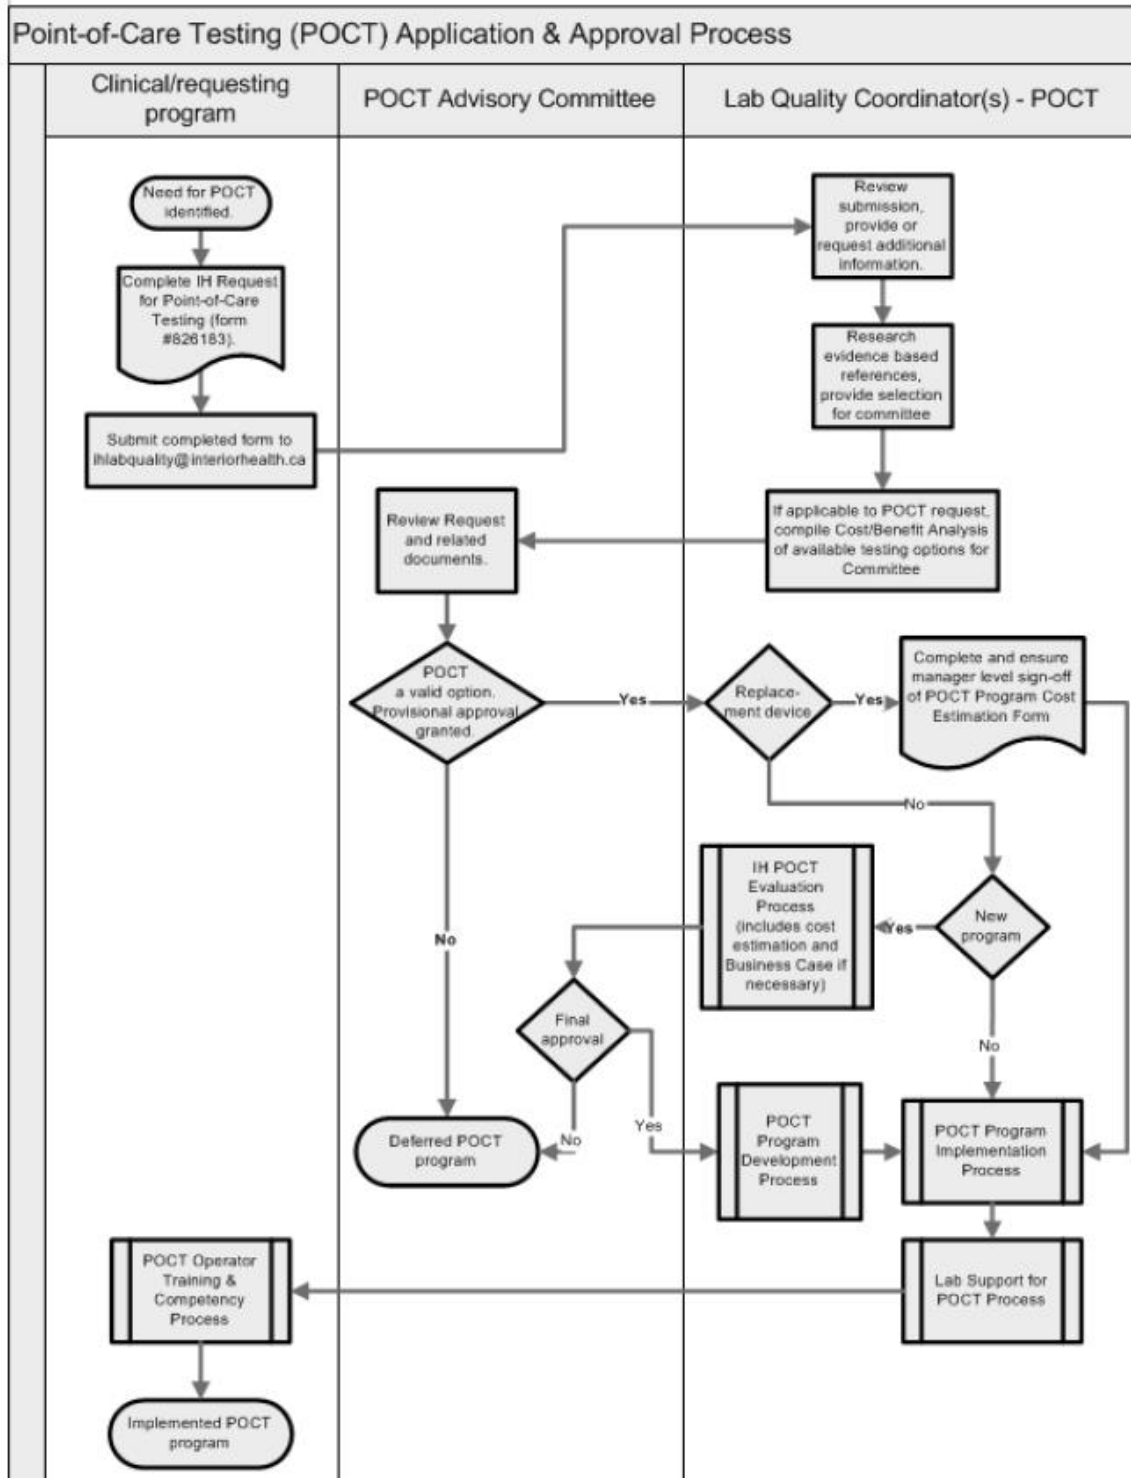 Point-of-Care Testing (POCT) Application & Approval Process
Clinical/requesting
program
POCT Advisory Committee
Lab Quality Coordinator(s) - POCT
Need for POCT
identified.
Complete IH Request
for Point-of-Care
Testing (form
#826183).
Submit completed form to
ihlabquality@interiorhealth.ca
Review
submission,
provide or
request additional
information.
Research
evidence based
references,
provide selection
for committee
If applicable to POCT request,
compile Cost/Benefit Analysis
of available testing options for
Committee
Review Request
and related
documents.
POCT
a valid option.
Provisional approval
granted.
Yes
Replace-
ment device
Yes
Complete and ensure
manager level sign-off
of POCT Program Cost
Estimation Form
No
No
New
program
Yes
IH POCT
Evaluation
Process
(includes cost
estimation and
Business Case if
necessary)
Final
approval
No
Yes
No
Deferred POCT
program
POCT
Program
Development
Process
POCT Program
Implementation
Process
Lab Support for
POCT Process
POCT Operator
Training &
Competency
Process
Implemented POCT
program